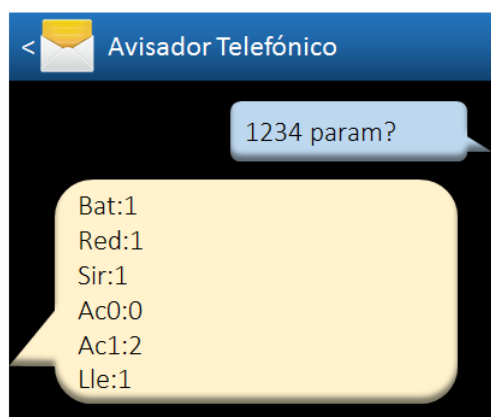 < Avisador Telefónico
1234 param?
Bat:1
Red:1
Sir:1
Ac0:0
Ac1:2
Lle:1